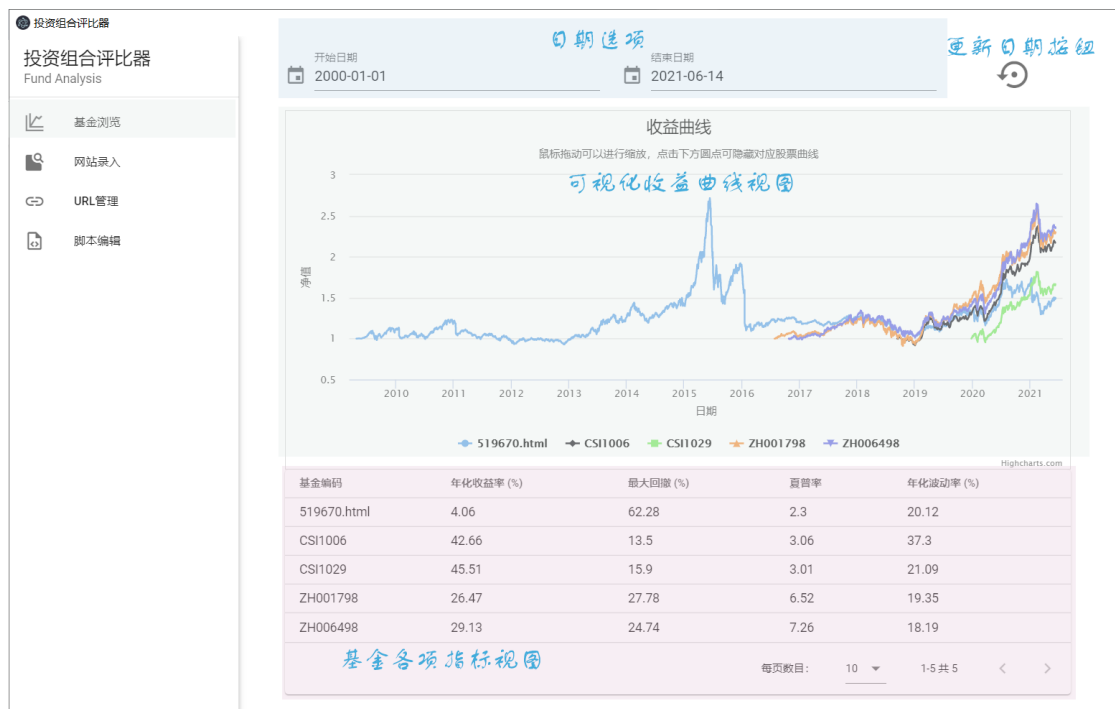 投资组合评比器
投资组合评比器
Fund Analysis
基金浏览
网站录入
URL管理
脚本编辑
日期选项
更新日期按钮
开始日期
2000-01-01
结束日期
2021-06-14
收益曲线
鼠标拖动可以进行缩放，点击下方圆点可隐藏对应股票曲线
可视化收益曲线视图
净值
3
2.5
2
1.5
1
0.5
2010 2011 2012 2013 2014 2015 2016 2017 2018 2019 2020 2021
日期
519670.html CSI1006 CSI1029 ZH001798 ZH006498
Highcharts.com
基金编码 年化收益率 (%) 最大回撤 (%) 夏普率 年化波动率 (%)
519670.html 4.06 62.28 2.3 20.12
CSI1006 42.66 13.5 3.06 37.3
CSI1029 45.51 15.9 3.01 21.09
ZH001798 26.47 27.78 6.52 19.35
ZH006498 29.13 24.74 7.26 18.19
基金各项指标视图
每页数目： 10 1-5 共 5